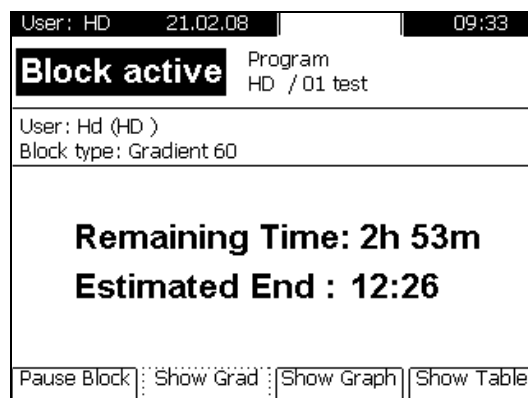 User: HD 21.02.08 09:33
Block active
Program
HD / 01 test
User: Hd (HD )
Block type: Gradient 60
Remaining Time: 2h 53m
Estimated End : 12:26
Pause Block Show Grad Show Graph Show Table